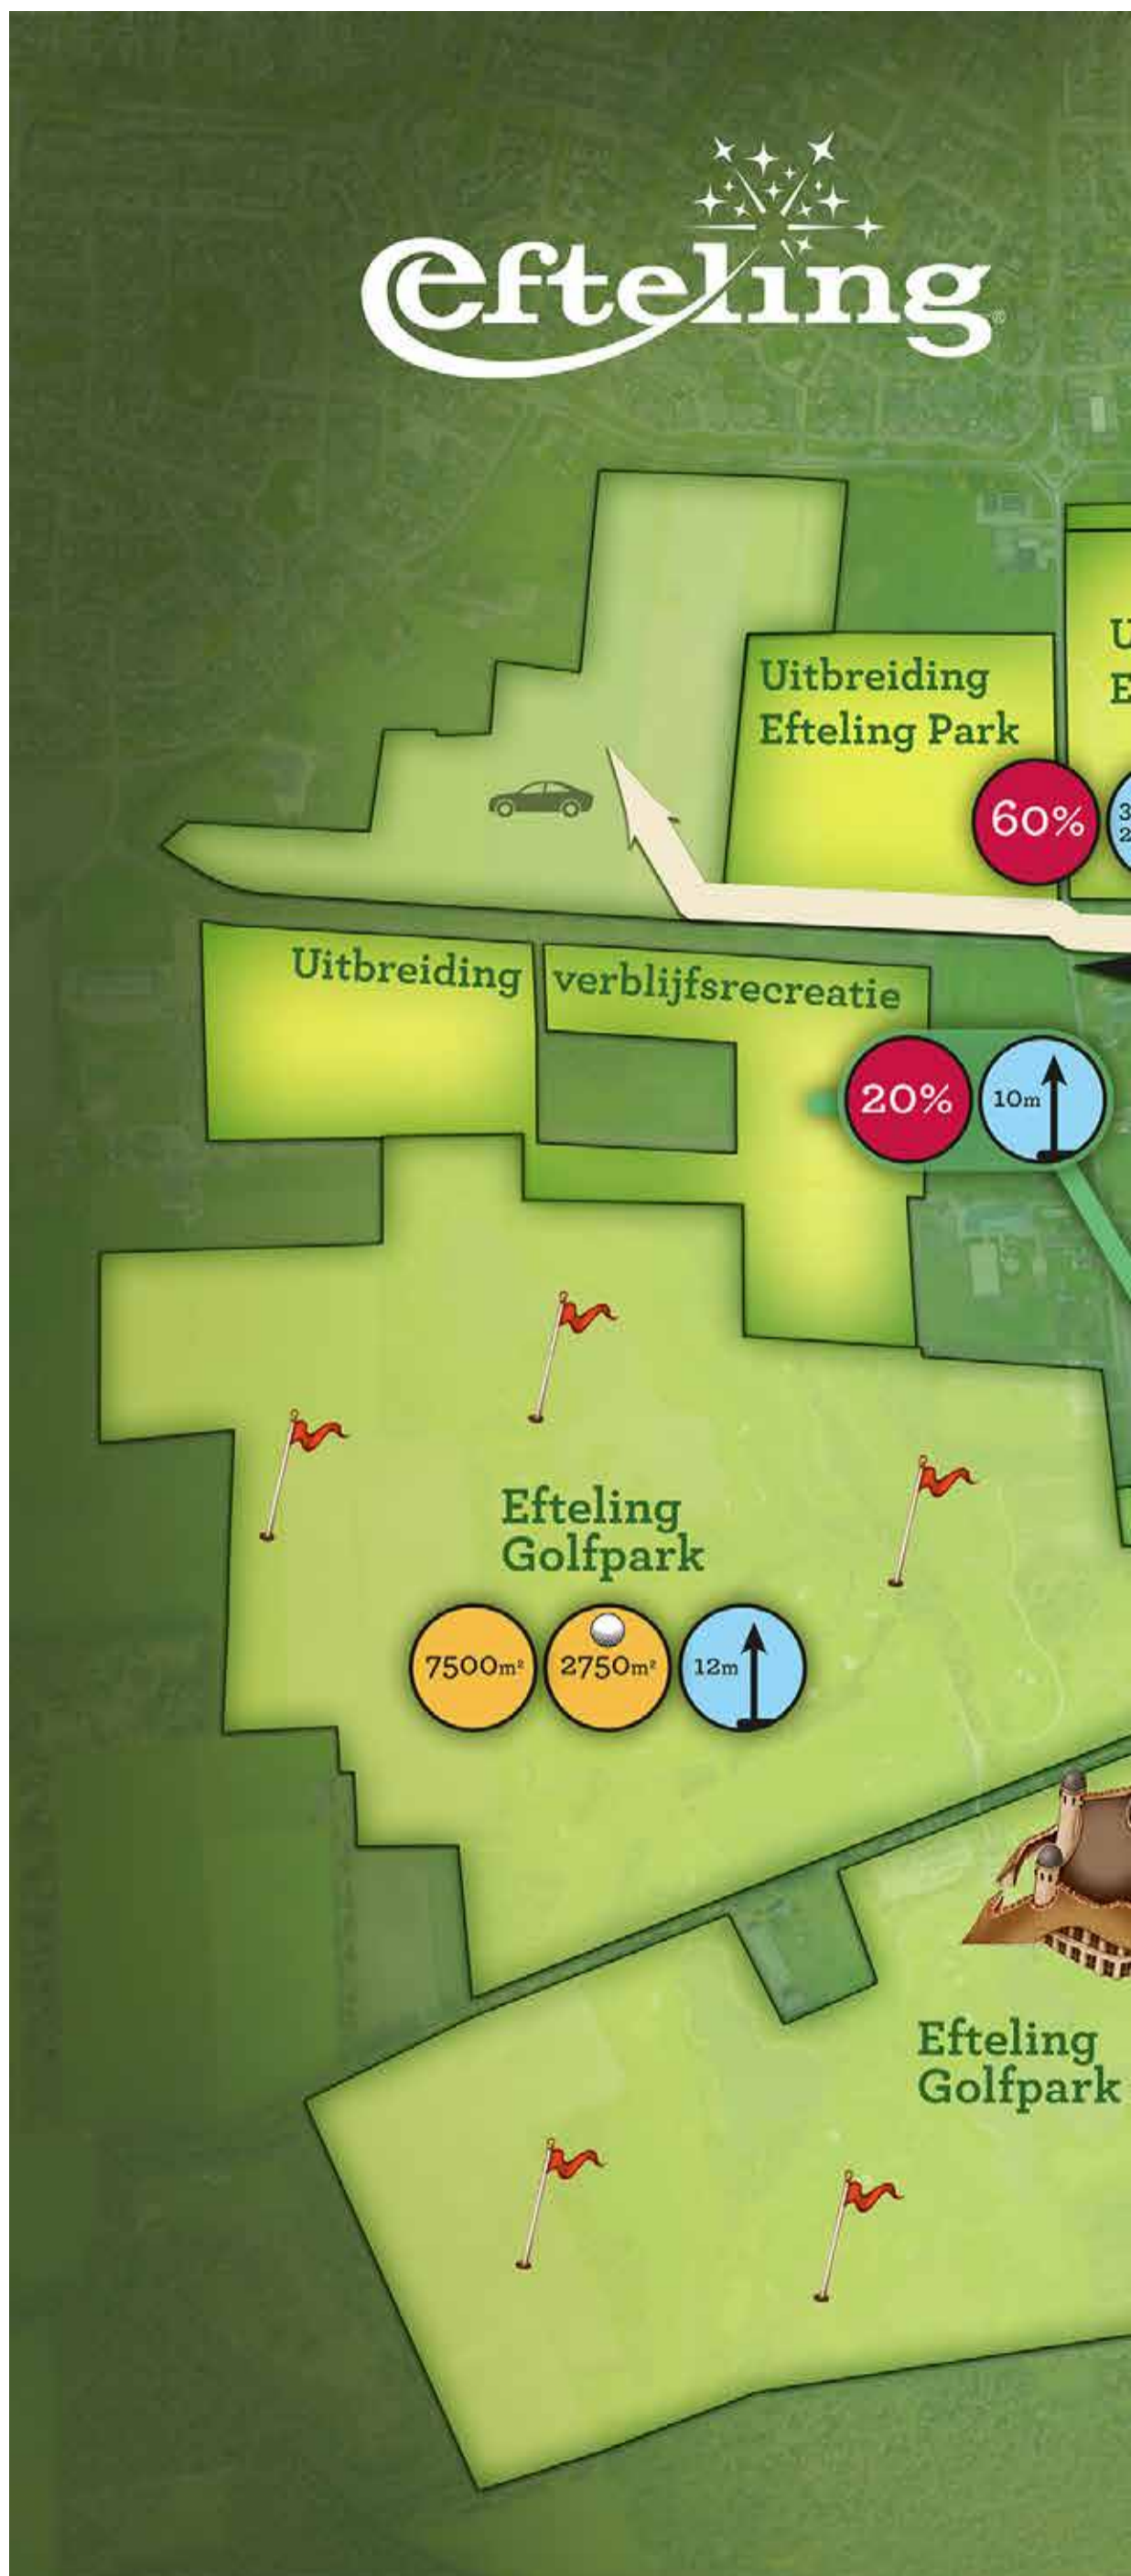 efteling®
Uitbreiding
Efteling Park
60%
Uitbreiding verblijfsrecreatie
20%
10m
Efteling
Golfpark
7500m²
2750m²
12m
Efteling
Golfpark